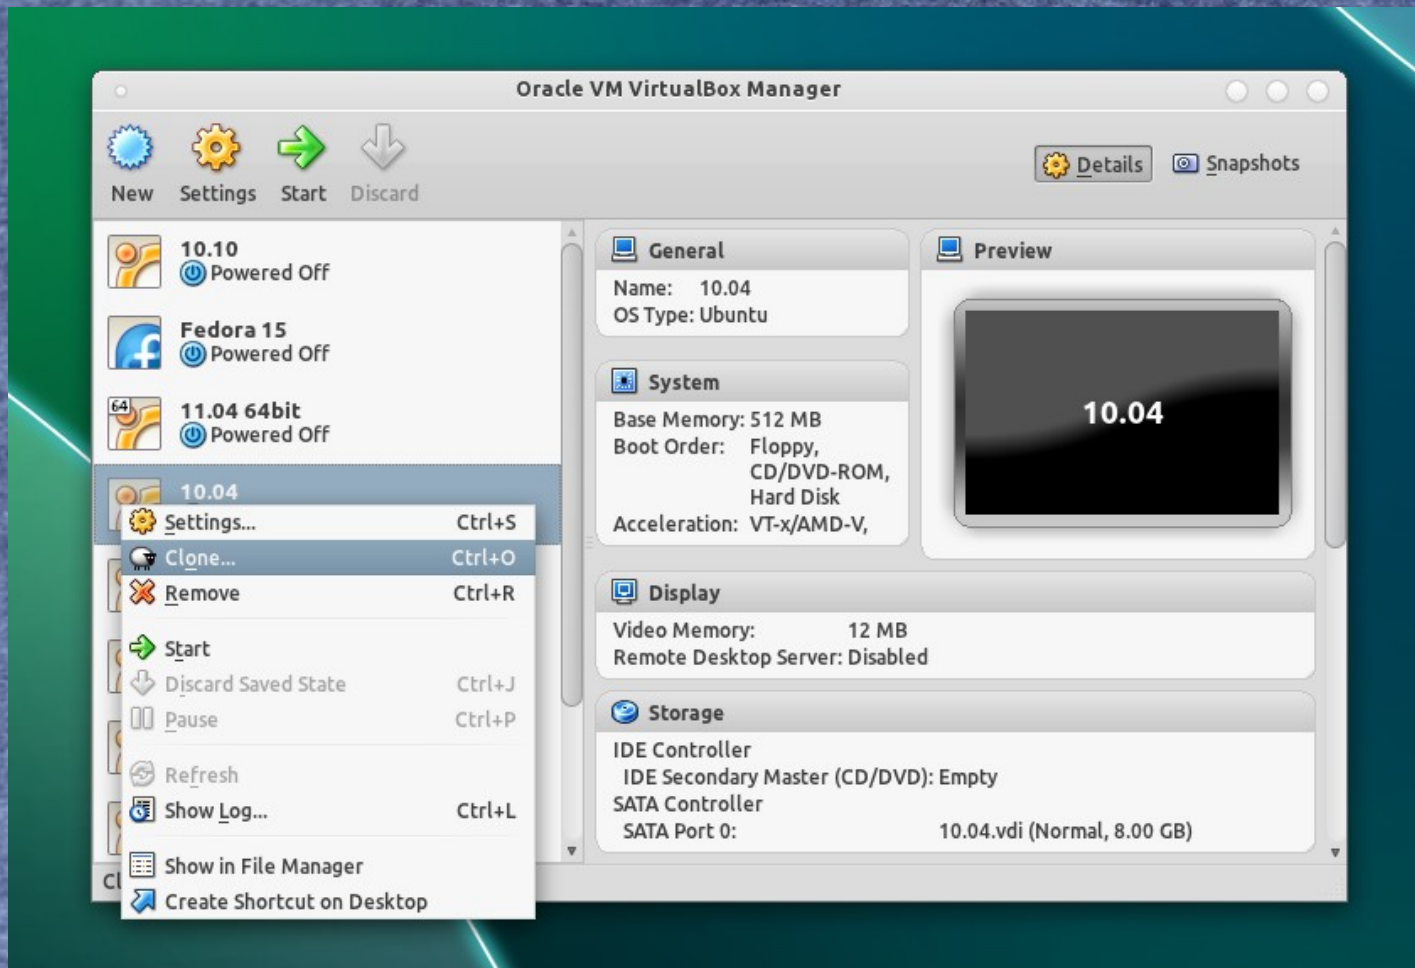 Oracle VM VirtualBox Manager
New Settings Start Discard
Details Snapshots
10.10
Powered Off
Fedora 15
Powered Off
64
11.04 64bit
Powered Off
10.04
Settings... Ctrl+S
Clone... Ctrl+O
Remove Ctrl+R
Start
Discard Saved State Ctrl+J
Pause Ctrl+P
Refresh
Show Log... Ctrl+L
Show in File Manager
Create Shortcut on Desktop
General
Name: 10.04
OS Type: Ubuntu
System
Base Memory: 512 MB
Boot Order: Floppy,
CD/DVD-ROM,
Hard Disk
Acceleration: VT-x/AMD-V,
Preview
10.04
Display
Video Memory: 12 MB
Remote Desktop Server: Disabled
Storage
IDE Controller
IDE Secondary Master (CD/DVD): Empty
SATA Controller
SATA Port 0: 10.04.vdi (Normal, 8.00 GB)